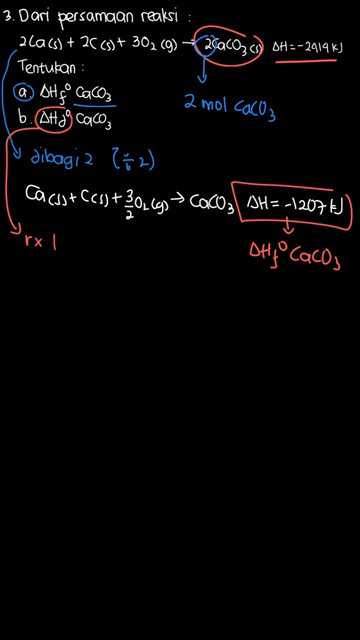 3. Dari persamaan reaksi :
2Ca(s) + 2C(s) + 3O₂(g) → 2CaCO₃(s) ΔH = -2414 kJ
Tentukan :
a. ΔHf° CaCO₃
2 mol CaCO₃
b. ΔHd° CaCO₃
dibagi 2 (÷ 2)
Ca(s) + C(s) + 3/2 O₂(g) → CaCO₃ ΔH = -1207 kJ
rx |
ΔHf° CaCO₃